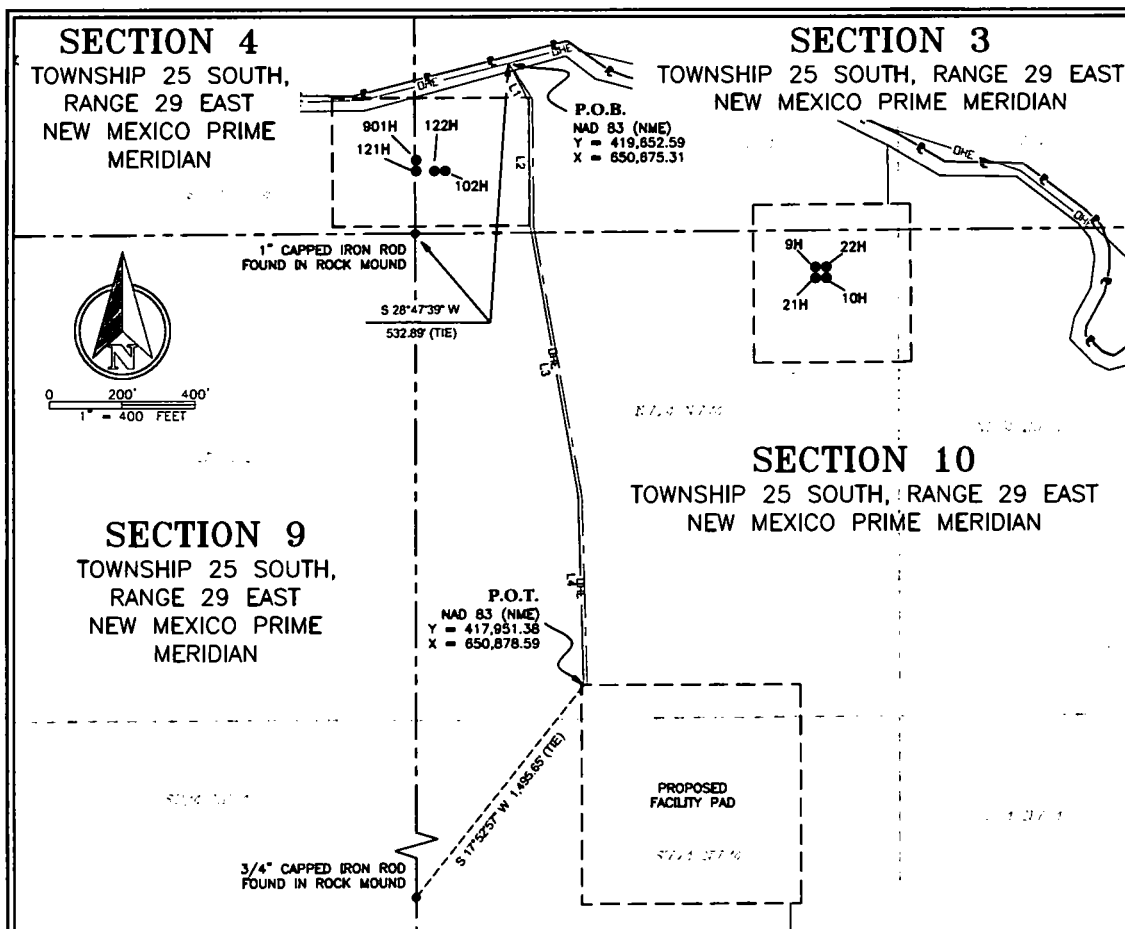 SECTION 4
TOWNSHIP 25 SOUTH,
RANGE 29 EAST
NEW MEXICO PRIME
MERIDIAN
SECTION 3
TOWNSHIP 25 SOUTH, RANGE 29 EAST
NEW MEXICO PRIME MERIDIAN
OHE
OHE
L1
P.O.B.
NAD 83 (NME)
Y = 419,652.59
X = 650,875.31
901H
122H
121H
102H
L2
OHE
OHE
1" CAPPED IRON ROD
FOUND IN ROCK MOUND
9H
22H
21H
10H
S 28°47'39" W
532.89' (TIE)
N
0 200' 400'
1" = 400 FEET
OHE
L3
SECTION 10
TOWNSHIP 25 SOUTH, RANGE 29 EAST
NEW MEXICO PRIME MERIDIAN
SECTION 9
TOWNSHIP 25 SOUTH,
RANGE 29 EAST
NEW MEXICO PRIME
MERIDIAN
OHE
L4
P.O.T.
NAD 83 (NME)
Y = 417,951.38
X = 650,878.59
S 17°52'57" W 1,495.65' (TIE)
PROPOSED
FACILITY PAD
3/4" CAPPED IRON ROD
FOUND IN ROCK MOUND